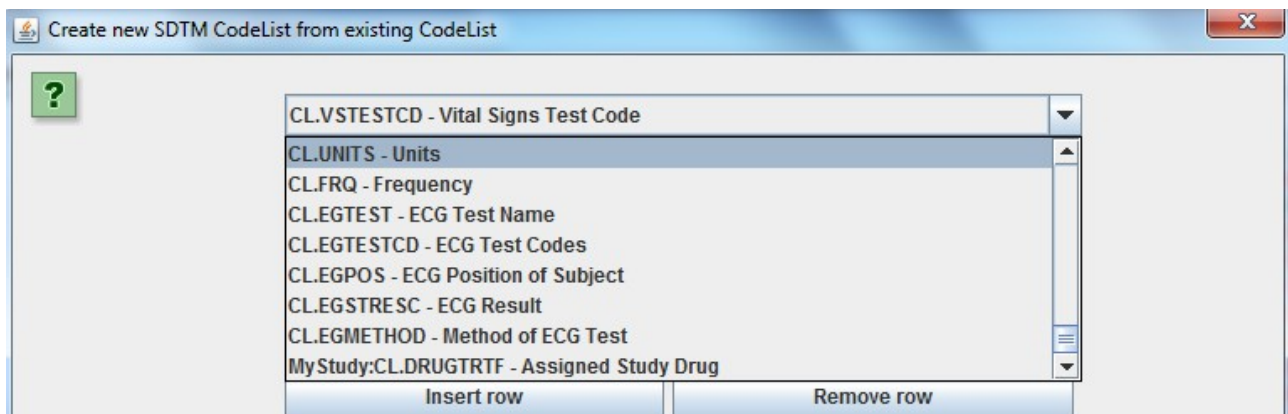 Create new SDTM CodeList from existing CodeList
X
?
CL.VSTESTCD - Vital Signs Test Code
CL.UNITS - Units
CL.FRQ - Frequency
CL.EGTEST - ECG Test Name
CL.EGTESTCD - ECG Test Codes
CL.EGPOS - ECG Position of Subject
CL.EGSTRESC - ECG Result
CL.EGMETHOD - Method of ECG Test
MyStudy:CL.DRUGTRTF - Assigned Study Drug
Insert row Remove row